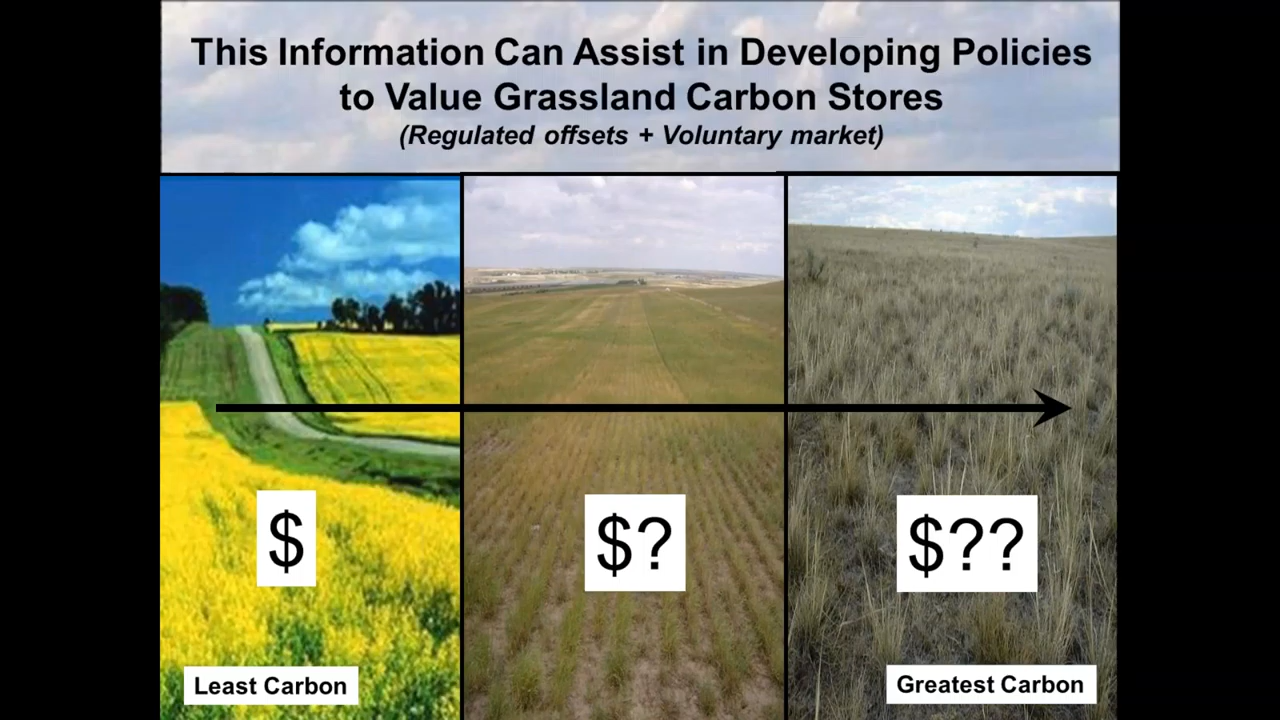 This Information Can Assist in Developing Policies
to Value Grassland Carbon Stores
(Regulated offsets + Voluntary market)
$
$?
$??
Least Carbon
Greatest Carbon